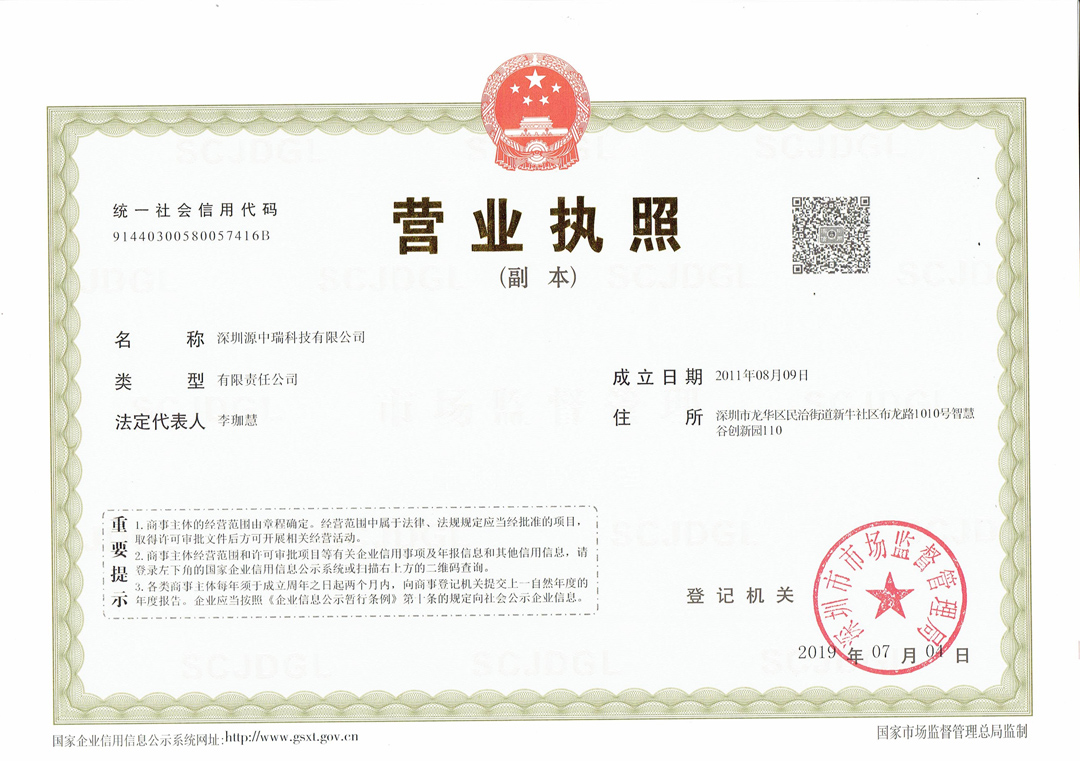 统一社会信用代码
91440300580057416B
营业执照
(副 本)
名 称 深圳源中瑞科技有限公司
类 型 有限责任公司
法定代表人 李珈慧
成立日期 2011年08月09日
住 所 深圳市龙华区民治街道新牛社区布龙路1010号智慧
谷创新园110
重要提示
1. 商事主体的经营范围由章程确定。经营范围中属于法律、法规规定应当经批准的项目,
取得许可审批文件后方可开展相关经营活动。
2. 商事主体经营范围和许可审批项目等有关企业信用事项及年报信息和其他信用信息,请
登录左下角的国家企业信用信息公示系统或扫描右上方的二维码查询。
3. 各类商事主体每年须于成立周年之日起两个月内,向商事登记机关提交上一自然年度的
年度报告。企业应当按照《企业信息公示暂行条例》第十条的规定向社会公示企业信息。
登记机关
深圳市市场监督管理局
2019 年 07 月 04 日
国家企业信用信息公示系统网址:http://www.gsxt.gov.cn
国家市场监督管理总局监制
SCJDGL